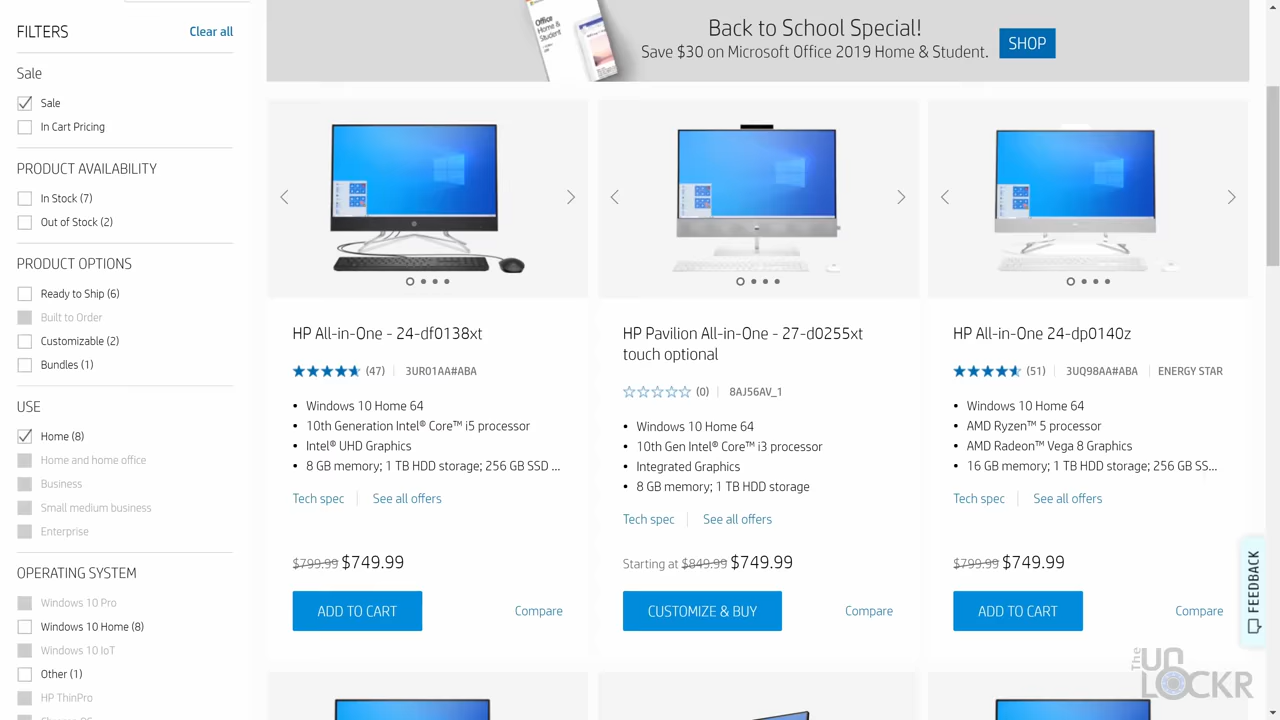 FILTERS
Clear all
Sale
Sale
In Cart Pricing
PRODUCT AVAILABILITY
In Stock (7)
Out of Stock (2)
PRODUCT OPTIONS
Ready to Ship (6)
Built to Order
Customizable (2)
Bundles (1)
USE
Home (8)
Home and home office
Business
Small medium business
Enterprise
OPERATING SYSTEM
Windows 10 Pro
Windows 10 Home (8)
Windows 10 IoT
Other (1)
HP ThinPro
Office
Home &
Student
Back to School Special!
Save $30 on Microsoft Office 2019 Home & Student.
SHOP
HP All-in-One - 24-df0138xt
(47)
3UR01AA#ABA
• Windows 10 Home 64
• 10th Generation Intel® Core™ i5 processor
• Intel® UHD Graphics
• 8 GB memory; 1 TB HDD storage; 256 GB SSD ...
Tech spec
See all offers
$799.99 $749.99
ADD TO CART
Compare
HP Pavilion All-in-One - 27-d0255xt
touch optional
(0)
8AJ56AV_1
• Windows 10 Home 64
• 10th Gen Intel® Core™ i3 processor
• Integrated Graphics
• 8 GB memory; 1 TB HDD storage
Tech spec
See all offers
Starting at $849.99 $749.99
CUSTOMIZE & BUY
Compare
HP All-in-One 24-dp0140z
(51)
3UQ98AA#ABA
ENERGY STAR
• Windows 10 Home 64
• AMD Ryzen™ 5 processor
• AMD Radeon™ Vega 8 Graphics
• 16 GB memory; 1 TB HDD storage; 256 GB SS...
Tech spec
See all offers
$799.99 $749.99
ADD TO CART
Compare
FEEDBACK
The
UN
LOCKR